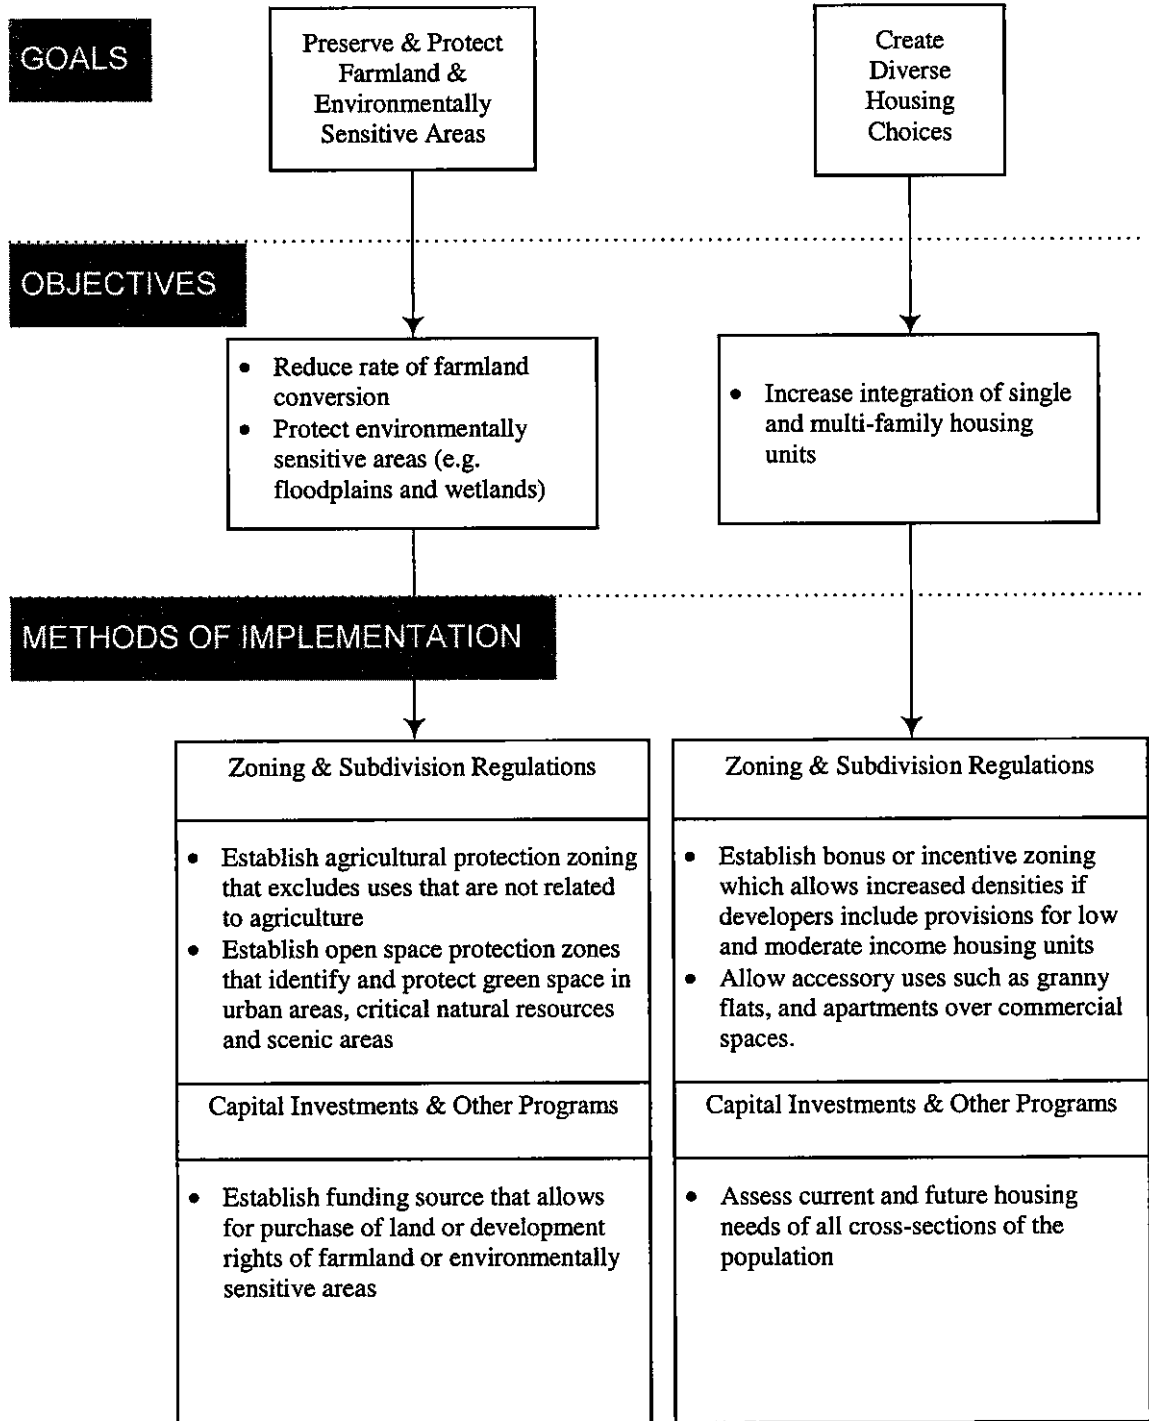 GOALS
Preserve & Protect
Farmland &
Environmentally
Sensitive Areas
Create
Diverse
Housing
Choices
OBJECTIVES
• Reduce rate of farmland
conversion
• Protect environmentally
sensitive areas (e.g.
floodplains and wetlands)
• Increase integration of single
and multi-family housing
units
METHODS OF IMPLEMENTATION
Zoning & Subdivision Regulations
• Establish agricultural protection zoning
that excludes uses that are not related
to agriculture
• Establish open space protection zones
that identify and protect green space in
urban areas, critical natural resources
and scenic areas
Capital Investments & Other Programs
• Establish funding source that allows
for purchase of land or development
rights of farmland or environmentally
sensitive areas
Zoning & Subdivision Regulations
• Establish bonus or incentive zoning
which allows increased densities if
developers include provisions for low
and moderate income housing units
• Allow accessory uses such as granny
flats, and apartments over commercial
spaces.
Capital Investments & Other Programs
• Assess current and future housing
needs of all cross-sections of the
population